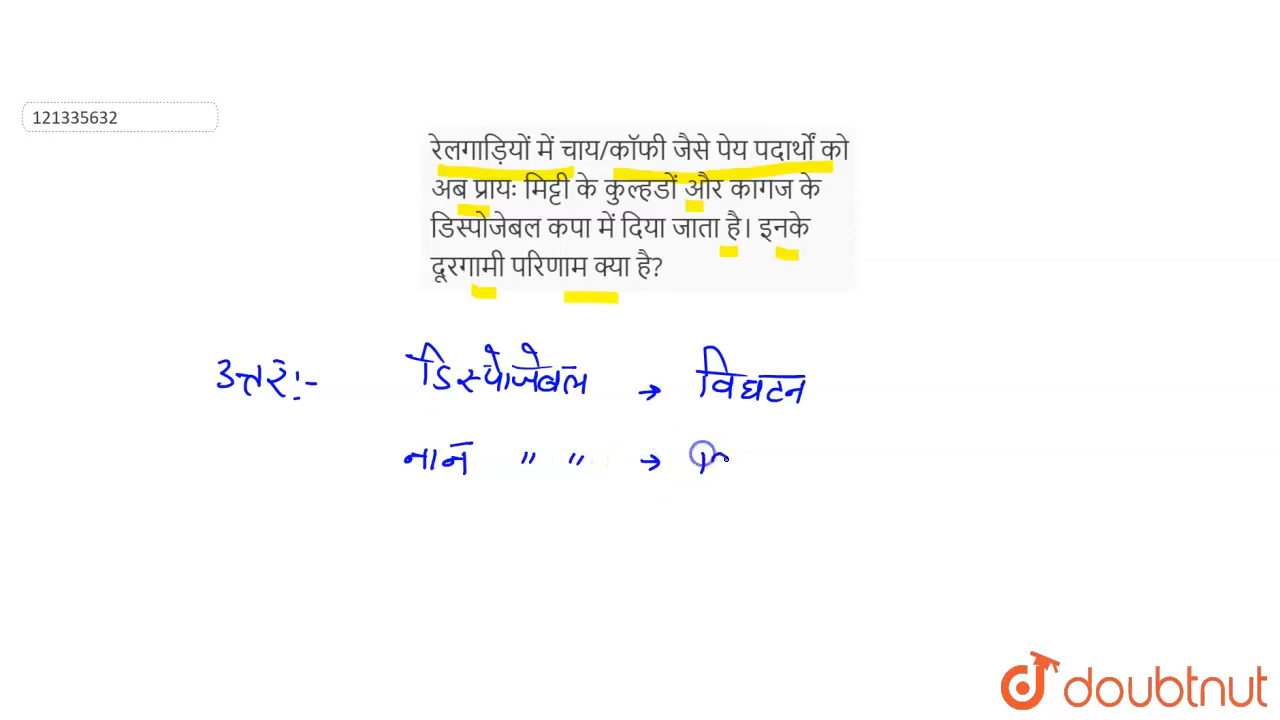 121335632
रेलगाड़ियों में चाय/कॉफी जैसे पेय पदार्थों को
अब प्रायः मिट्टी के कुल्हडों और कागज के
डिस्पोजेबल कपा में दिया जाता है। इनके
दूरगामी परिणाम क्या है?
उत्तर:- डिस्पोजेबल → विघटन
नान " " →
doubtnut